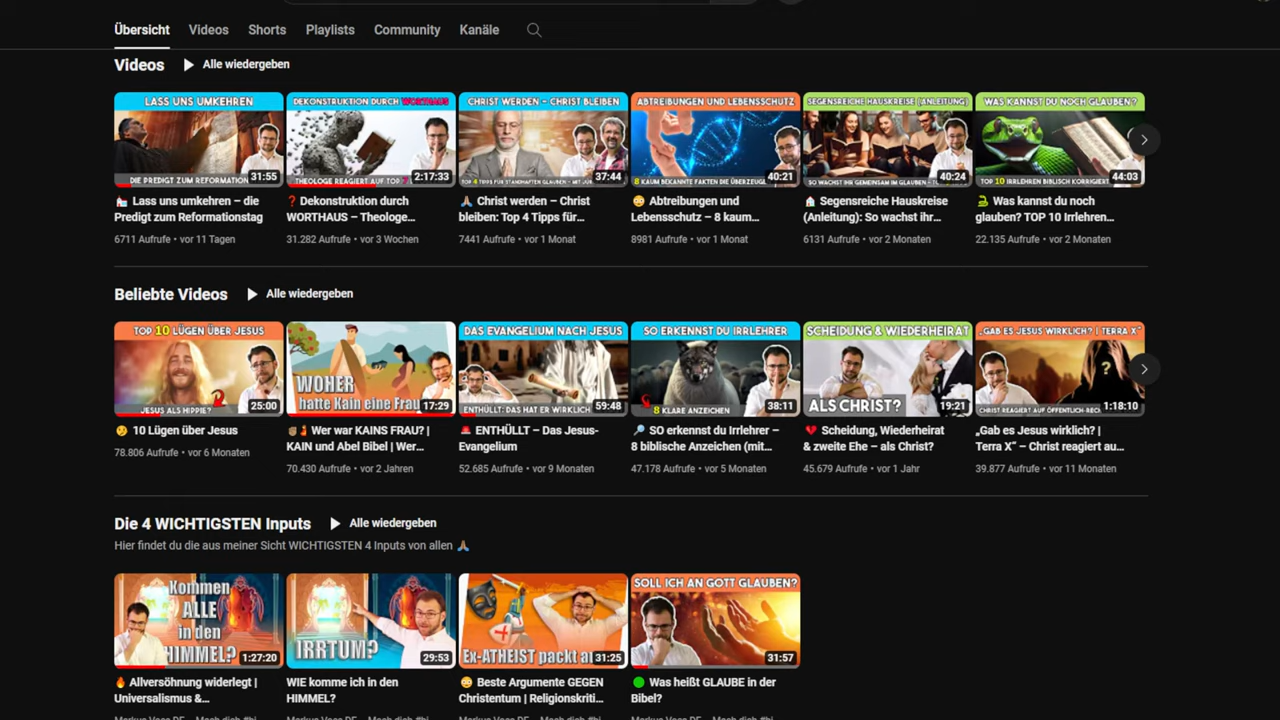 Übersicht Videos Shorts Playlists Community Kanäle
Videos Alle wiedergeben
LASS UNS UMKEHREN
DIE PREDIGT ZUM REFORMATION
31:55
DEKONSTRUKTION DURCH WORTHAUS
THEOLOGE REAGIERT AUF TOP
2:17:33
CHRIST WERDEN – CHRIST BLEIBEN
37:44
ABTREIBUNGEN UND LEBENSSCHUTZ
8 KAUM BEKANNTE FAKTEN DIE ÜBERZEUG
40:21
SEGENSREICHE HAUSKREISE (ANLEITUNG)
SO WACHST IHR GEMEINSAM IM GLAUBEN
40:24
WAS KANNST DU NOCH GLAUBEN?
TOP 10 IRRLEHREN BIBLISCH KORRIGIERT
44:03
🏻 Lass uns umkehren – die
Predigt zum Reformationstag
6711 Aufrufe • vor 11 Tagen
❓ Dekonstruktion durch
WORTHAUS – Theologe...
31.282 Aufrufe • vor 3 Wochen
🙏🏽 Christ werden – Christ
bleiben: Top 4 Tipps für...
7441 Aufrufe • vor 1 Monat
😳 Abtreibungen und
Lebensschutz – 8 kaum...
8981 Aufrufe • vor 1 Monat
🏠 Segensreiche Hauskreise
(Anleitung): So wachst ihr...
6131 Aufrufe • vor 2 Monaten
🐍 Was kannst du noch
glauben? TOP 10 Irrlehren...
22.135 Aufrufe • vor 2 Monaten
Beliebte Videos Alle wiedergeben
TOP 10 LÜGEN ÜBER JESUS
JESUS ALS HIPPIE?
25:00
WOHER
hatte Kain eine Frau
17:29
DAS EVANGELIUM NACH JESUS
ENTHÜLLT: DAS HAT ER WIRKLICH
59:48
SO ERKENNST DU IRRLEHRER
8 KLARE ANZEICHEN
38:11
SCHEIDUNG & WIEDERHEIRAT
ALS CHRIST?
19:21
„GAB ES JESUS WIRKLICH? | TERRA X“
?
CHRIST REAGIERT AUF ÖFFENTLICH-REC
1:18:10
😏 10 Lügen über Jesus
78.806 Aufrufe • vor 6 Monaten
Wer war KAINS FRAU? |
KAIN und Abel Bibel | Wer...
70.430 Aufrufe • vor 2 Jahren
🚨 ENTHÜLLT – Das Jesus-
Evangelium
52.685 Aufrufe • vor 9 Monaten
🔎 SO erkennst du Irrlehrer –
8 biblische Anzeichen (mit...
47.178 Aufrufe • vor 5 Monaten
💔 Scheidung, Wiederheirat
& zweite Ehe – als Christ?
45.679 Aufrufe • vor 1 Jahr
„Gab es Jesus wirklich? |
Terra X“ – Christ reagiert au...
39.877 Aufrufe • vor 11 Monaten
Die 4 WICHTIGSTEN Inputs Alle wiedergeben
Hier findet du die aus meiner Sicht WICHTIGSTEN 4 Inputs von allen 🙏🏽
Kommen
ALLE
in den
HIMMEL?
1:27:20
IRRTUM?
29:53
Ex-ATHEIST packt au
31:25
SOLL ICH AN GOTT GLAUBEN?
31:57
🔥 Allversöhnung widerlegt |
Universalismus &...
WIE komme ich in den
HIMMEL?
😳 Beste Argumente GEGEN
Christentum | Religionskriti...
🟢 Was heißt GLAUBE in der
Bibel?